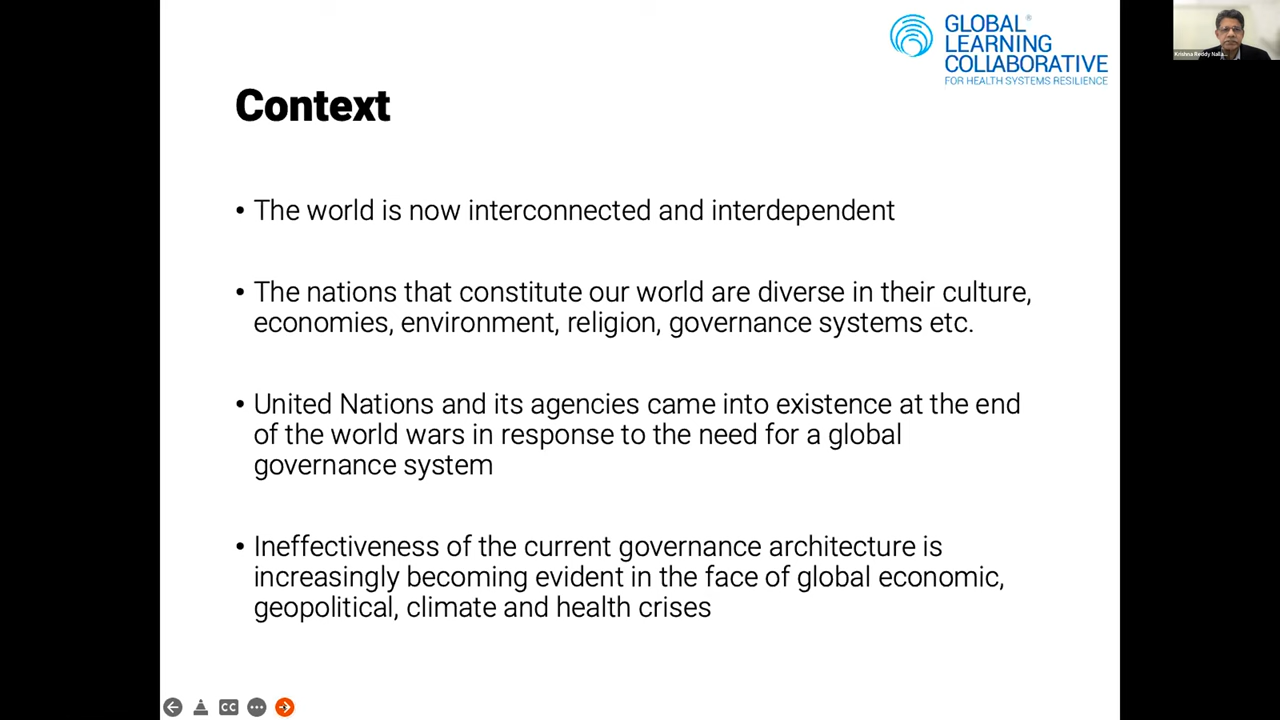 GLOBAL®
LEARNING
COLLABORATIVE
FOR HEALTH SYSTEMS RESILIENCE
Krishna Reddy Nalla...
Context
• The world is now interconnected and interdependent
• The nations that constitute our world are diverse in their culture,
economies, environment, religion, governance systems etc.
• United Nations and its agencies came into existence at the end
of the world wars in response to the need for a global
governance system
• Ineffectiveness of the current governance architecture is
increasingly becoming evident in the face of global economic,
geopolitical, climate and health crises
CC